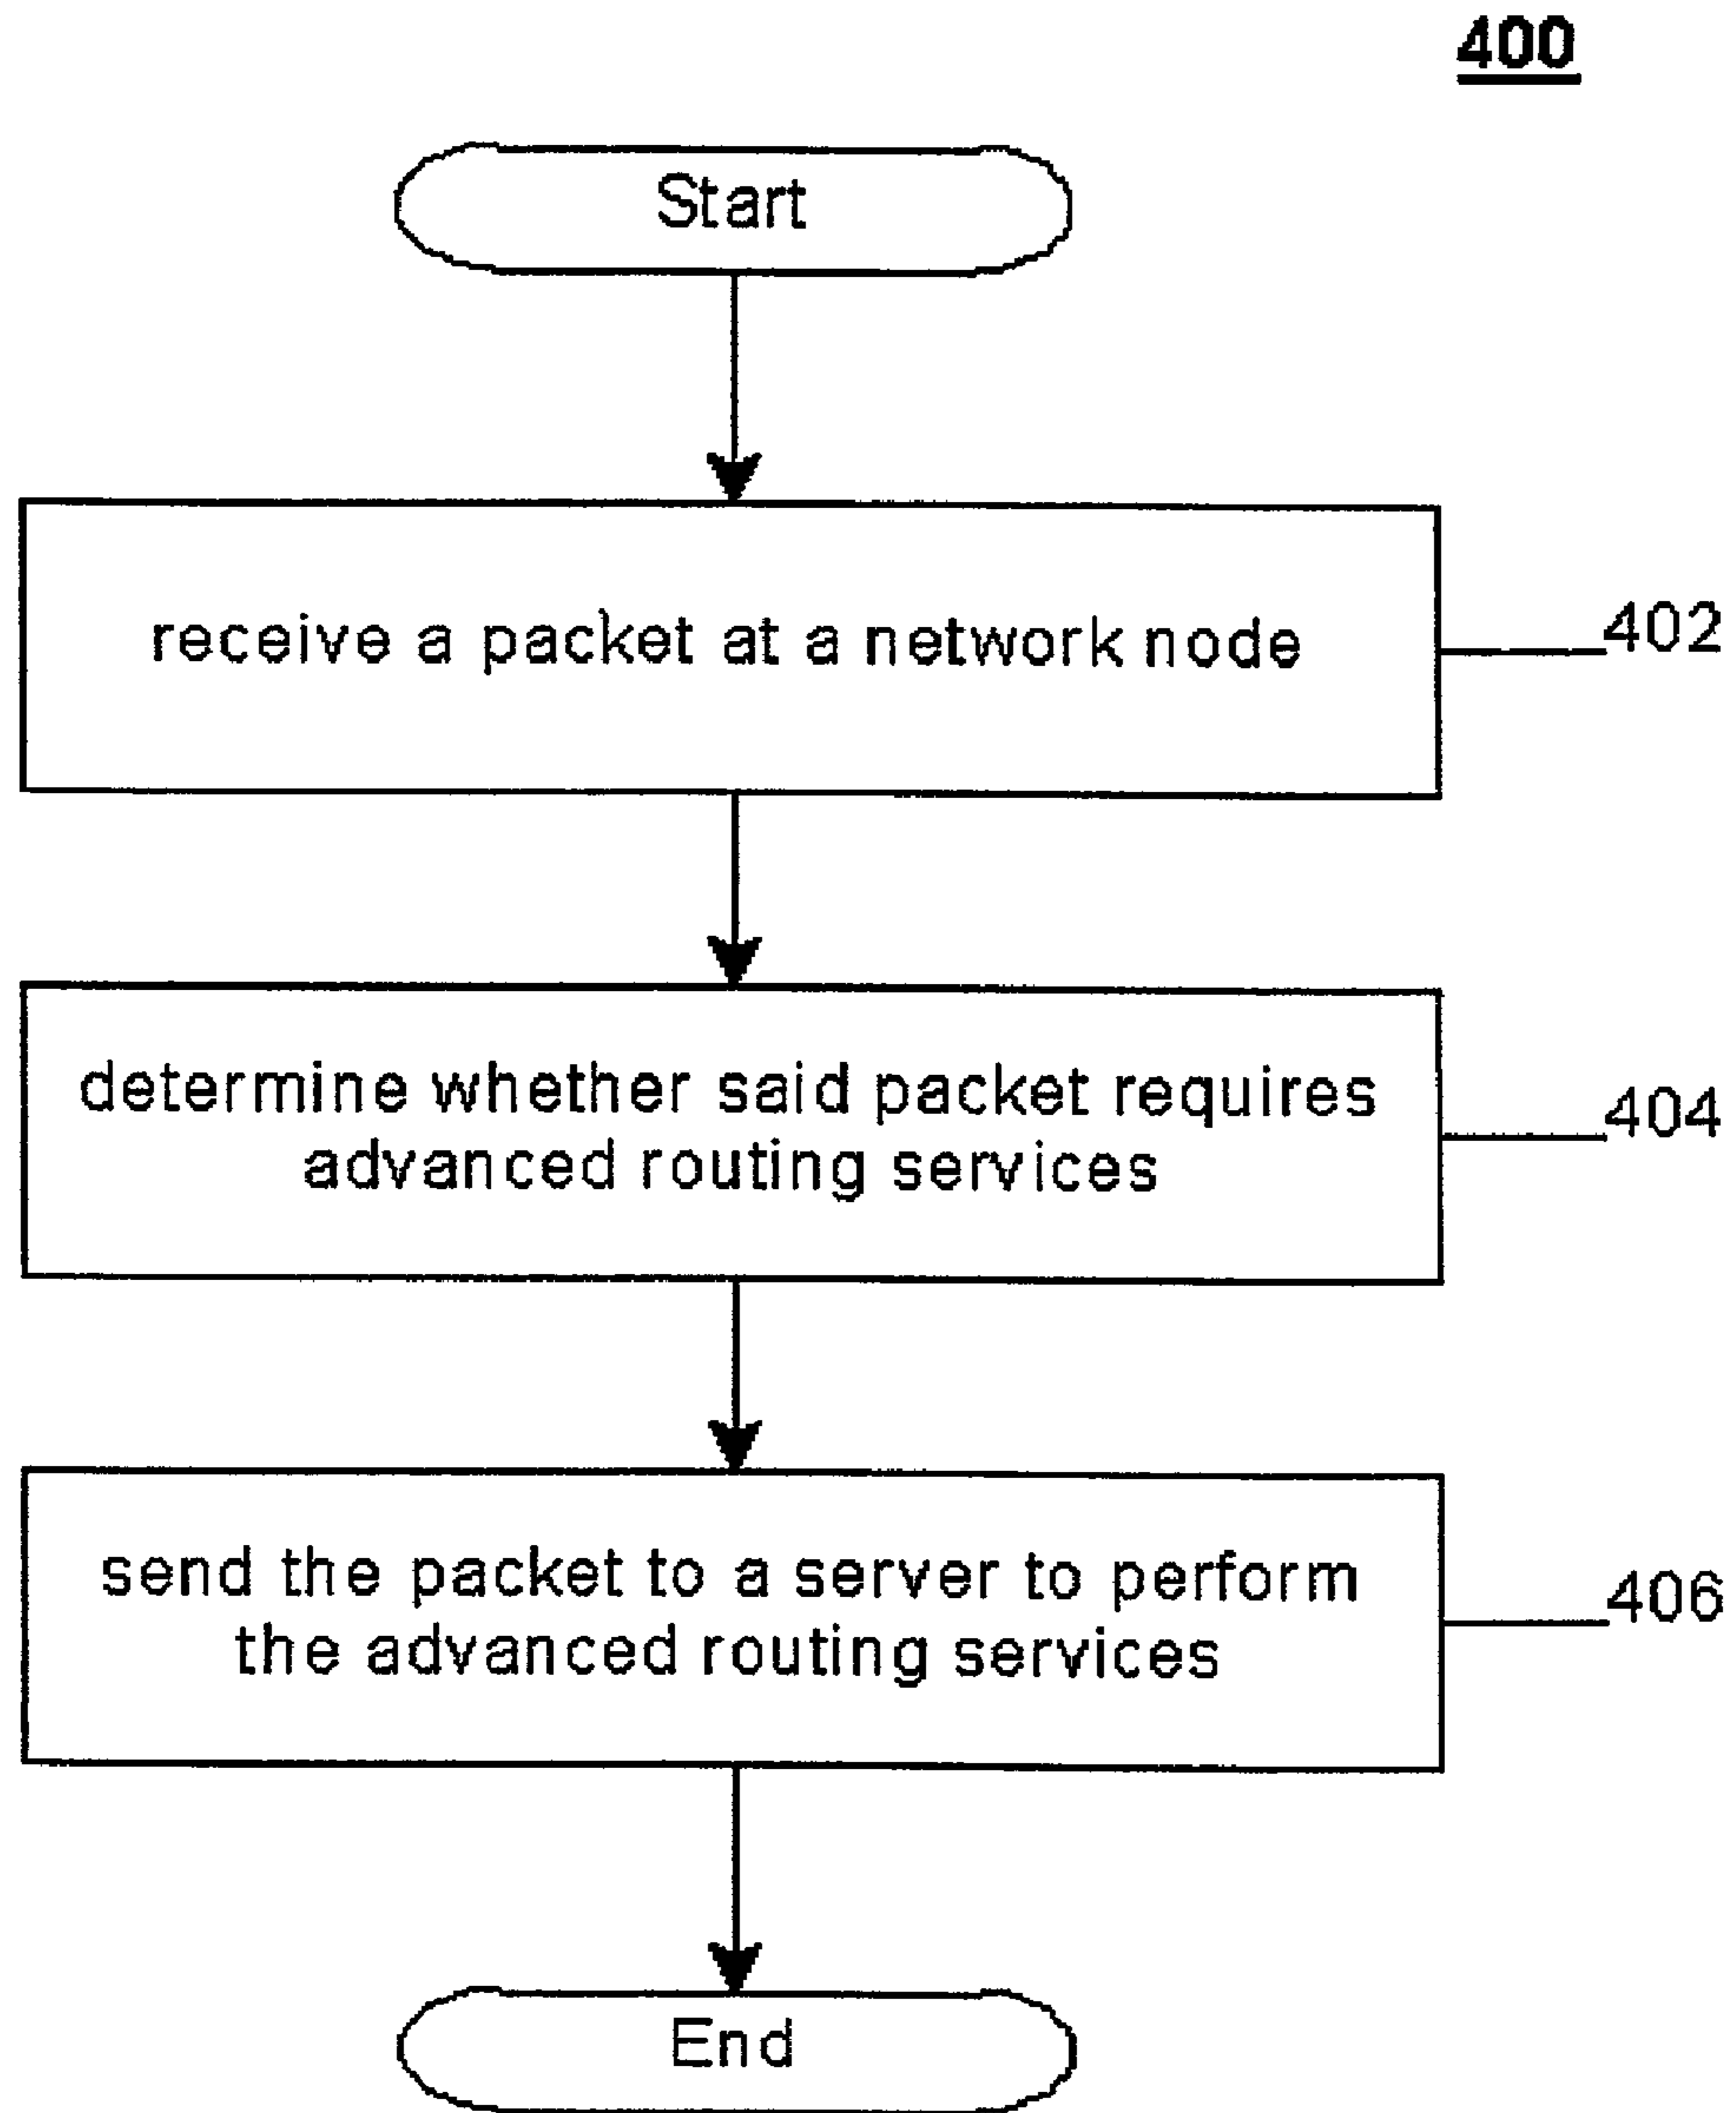 400
Start
receive a packet at a network node
402
determine whether said packet requires
advanced routing services
404
send the packet to a server to perform
the advanced routing services
406
End